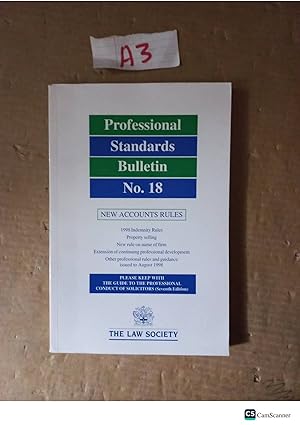 A3
Professional
Standards
Bulletin
No. 18
NEW ACCOUNTS RULES
1998 Indemnity Rules
Property selling
New rule on name of firm
Extension of continuing professional development
Other professional rules and guidance
issued to August 1998
PLEASE KEEP WITH
THE GUIDE TO THE PROFESSIONAL
CONDUCT OF SOLICITORS (Seventh Edition)
THE LAW SOCIETY
CS CamScanner